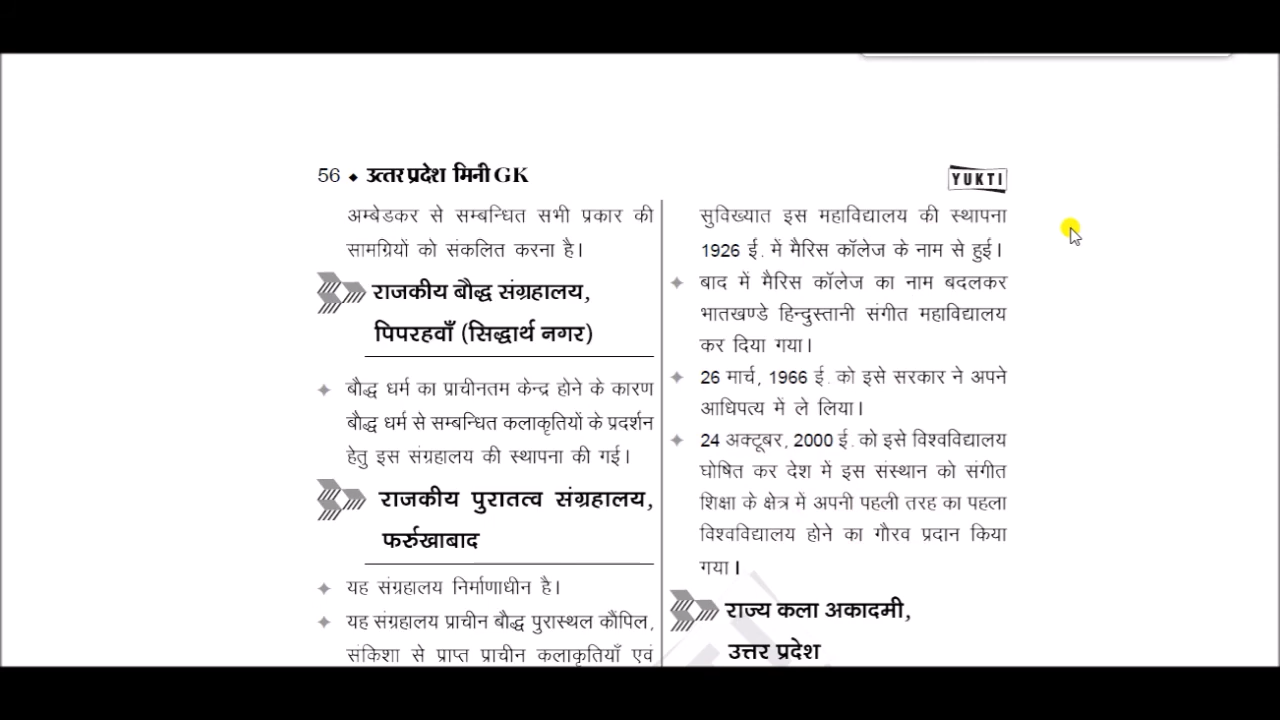 56 ◆ उत्तर प्रदेश मिनी GK
YUKTI
अम्बेडकर से सम्बन्धित सभी प्रकार की
सामग्रियों को संकलित करना है।
राजकीय बौद्ध संग्रहालय,
पिपरहवाँ (सिद्धार्थ नगर)
✦ बौद्ध धर्म का प्राचीनतम केन्द्र होने के कारण
बौद्ध धर्म से सम्बन्धित कलाकृतियों के प्रदर्शन
हेतु इस संग्रहालय की स्थापना की गई।
राजकीय पुरातत्व संग्रहालय,
फर्रुखाबाद
✦ यह संग्रहालय निर्माणाधीन है।
✦ यह संग्रहालय प्राचीन बौद्ध पुरास्थल कौंपिल,
संकिशा से प्राप्त प्राचीन कलाकृतियाँ एवं
सुविख्यात इस महाविद्यालय की स्थापना
1926 ई. में मैरिस कॉलेज के नाम से हुई।
✦ बाद में मैरिस कॉलेज का नाम बदलकर
भातखण्डे हिन्दुस्तानी संगीत महाविद्यालय
कर दिया गया।
✦ 26 मार्च, 1966 ई. को इसे सरकार ने अपने
आधिपत्य में ले लिया।
✦ 24 अक्टूबर, 2000 ई. को इसे विश्वविद्यालय
घोषित कर देश में इस संस्थान को संगीत
शिक्षा के क्षेत्र में अपनी पहली तरह का पहला
विश्वविद्यालय होने का गौरव प्रदान किया
गया।
राज्य कला अकादमी,
उत्तर प्रदेश